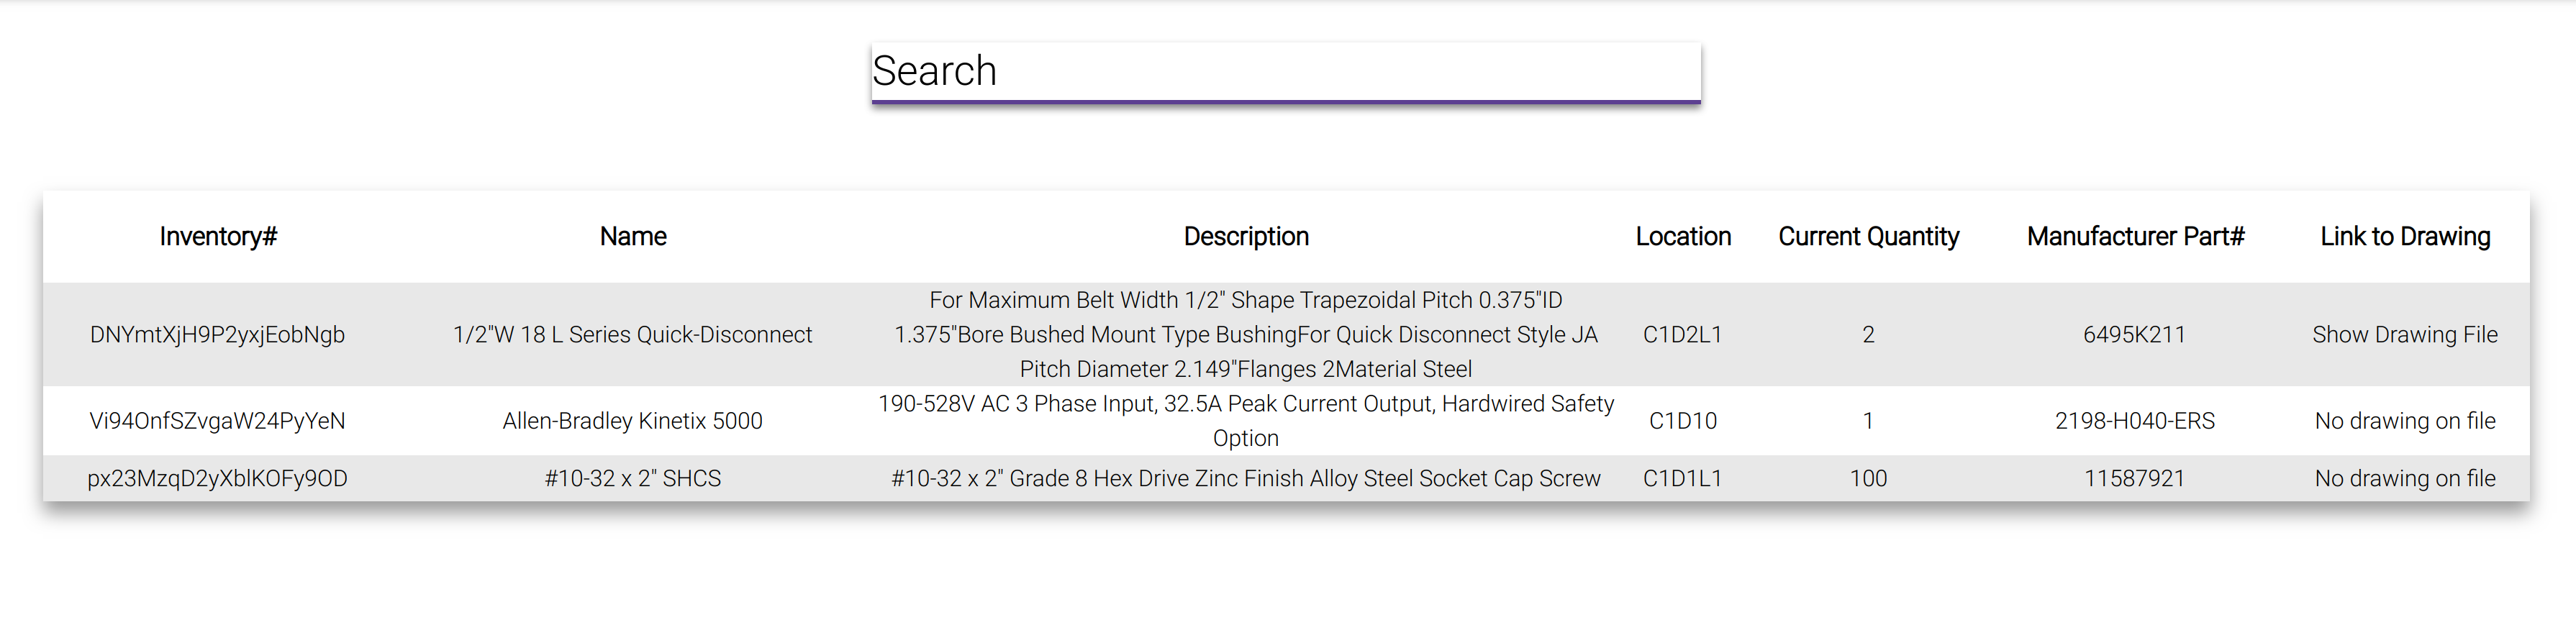 Search
Inventory# Name Description Location Current Quantity Manufacturer Part# Link to Drawing
For Maximum Belt Width 1/2" Shape Trapezoidal Pitch 0.375"ID
DNYmtXjH9P2yxjEobNgb 1/2"W 18 L Series Quick-Disconnect 1.375"Bore Bushed Mount Type BushingFor Quick Disconnect Style JA C1D2L1 2 6495K211 Show Drawing File
Pitch Diameter 2.149"Flanges 2Material Steel
190-528V AC 3 Phase Input, 32.5A Peak Current Output, Hardwired Safety
Vi94OnfSZvgaW24PyYeN Allen-Bradley Kinetix 5000 C1D10 1 2198-H040-ERS No drawing on file
Option
px23MzqD2yXblKOFy9OD #10-32 x 2" SHCS #10-32 x 2" Grade 8 Hex Drive Zinc Finish Alloy Steel Socket Cap Screw C1D1L1 100 11587921 No drawing on file